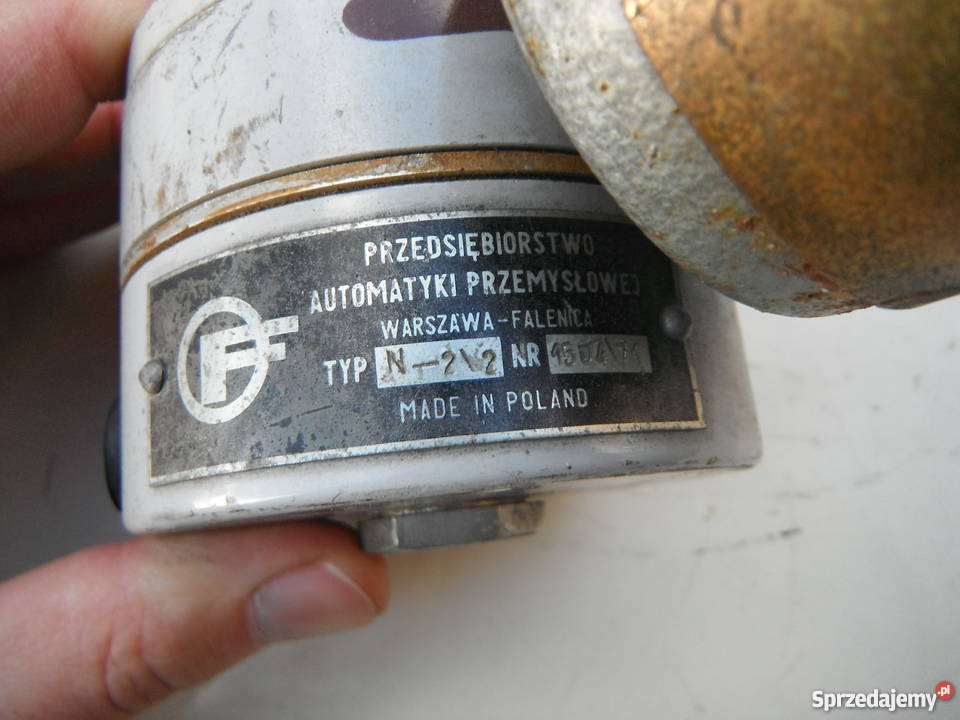 PRZEDSIĘBIORSTWO
AUTOMATYKI PRZEMYSŁOWEJ
WARSZAWA-FALENICA
TYP N-2\2 NR
MADE IN POLAND
Sprzedajemy.pl